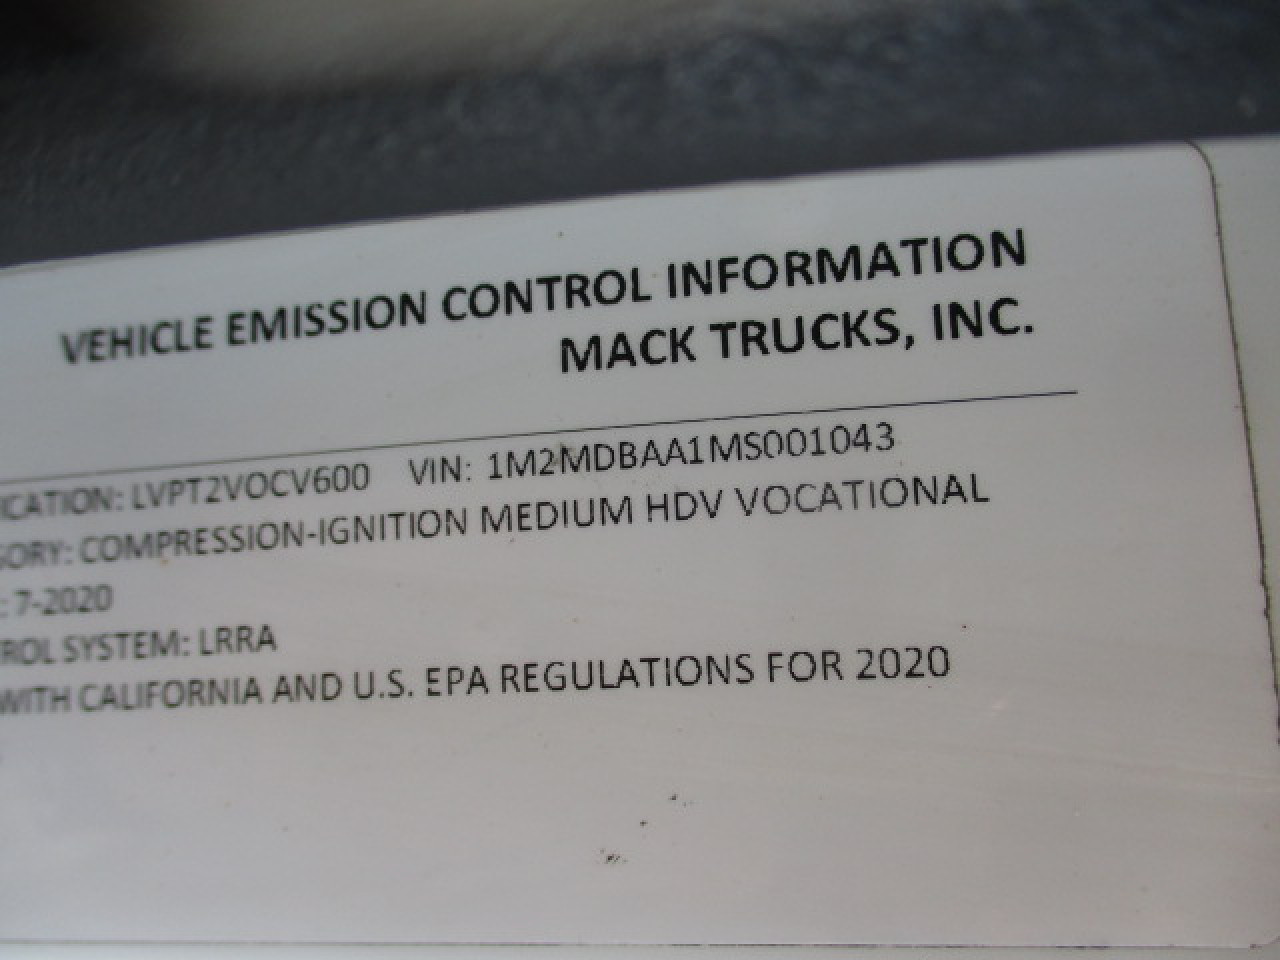 VEHICLE EMISSION CONTROL INFORMATION
MACK TRUCKS, INC.
ICATION: LVPT2VOCV600 VIN: 1M2MDBAA1MS001043
GORY: COMPRESSION-IGNITION MEDIUM HDV VOCATIONAL
: 7-2020
ROL SYSTEM: LRRA
WITH CALIFORNIA AND U.S. EPA REGULATIONS FOR 2020